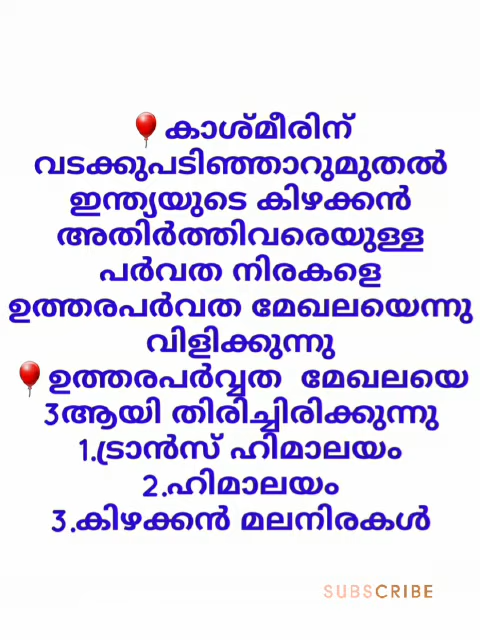 🎈കാശ്മീരിന്
വടക്കുപടിഞ്ഞാറുമുതൽ
ഇന്ത്യയുടെ കിഴക്കൻ
അതിർത്തിവരെയുള്ള
പർവത നിരകളെ
ഉത്തരപർവത മേഖലയെന്നു
വിളിക്കുന്നു
🎈ഉത്തരപർവ്വത മേഖലയെ
3ആയി തിരിച്ചിരിക്കുന്നു
1.ട്രാൻസ് ഹിമാലയം
2.ഹിമാലയം
3.കിഴക്കൻ മലനിരകൾ
SUBSCRIBE